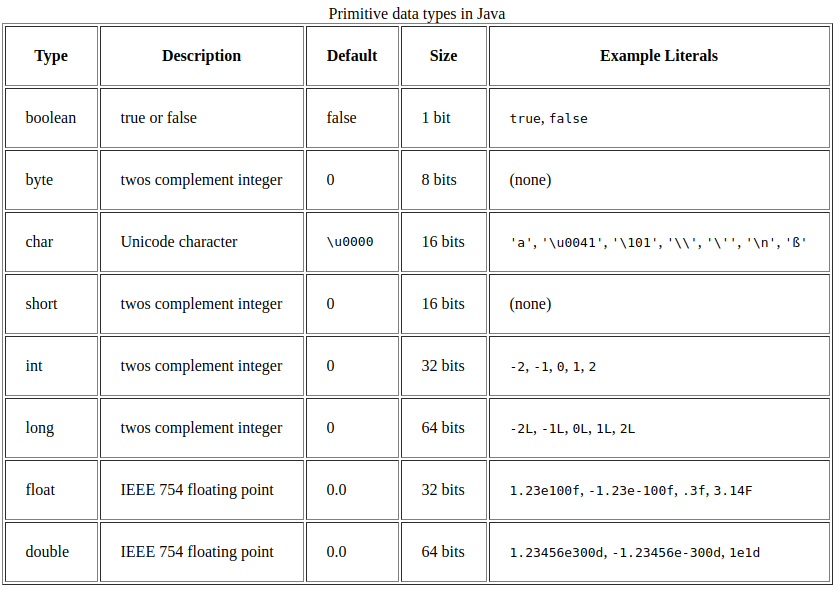 Primitive data types in Java
Type Description Default Size Example Literals
boolean true or false false 1 bit true, false
byte twos complement integer 0 8 bits (none)
char Unicode character \u0000 16 bits 'a', '\u0041', '\101', '\\', '\'', '\n', 'ß'
short twos complement integer 0 16 bits (none)
int twos complement integer 0 32 bits -2, -1, 0, 1, 2
long twos complement integer 0 64 bits -2L, -1L, 0L, 1L, 2L
float IEEE 754 floating point 0.0 32 bits 1.23e100f, -1.23e-100f, .3f, 3.14F
double IEEE 754 floating point 0.0 64 bits 1.23456e300d, -1.23456e-300d, 1e1d